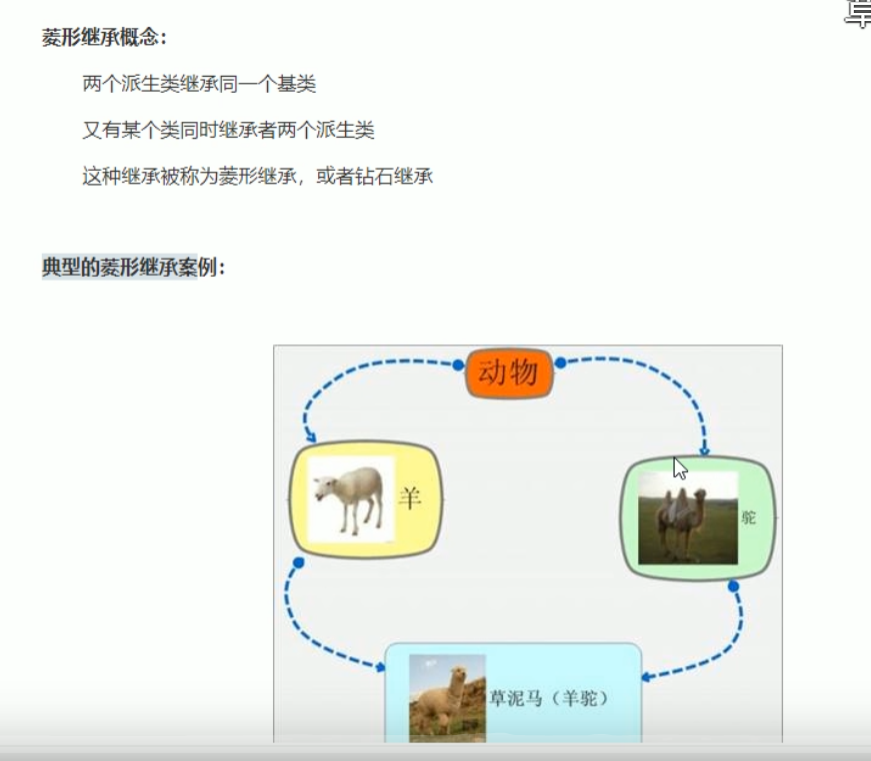 菱形继承概念：
两个派生类继承同一个基类
又有某个类同时继承者两个派生类
这种继承被称为菱形继承，或者钻石继承
典型的菱形继承案例：
动物
羊
驼
草泥马（羊驼）